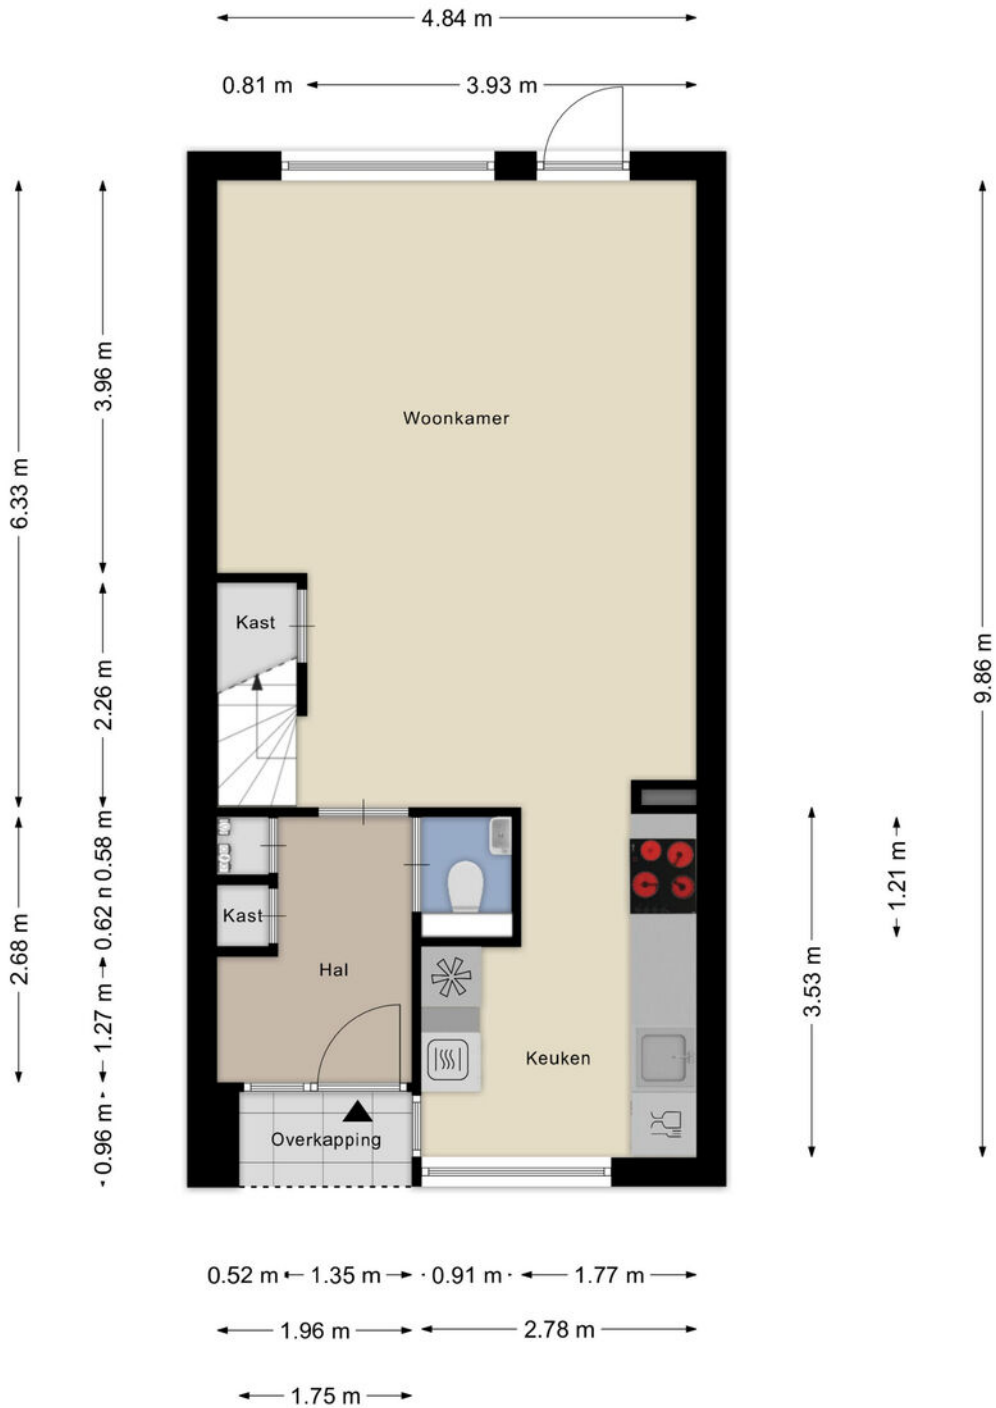 4.84 m
0.81 m
3.93 m
3.96 m
6.33 m
Woonkamer
Kast
2.26 m
9.86 m
0.58 m
0.62 n
Kast
1.21 m
2.68 m
Hal
3.53 m
1.27 m
Keuken
0.96 m
Overkapping
0.52 m
1.35 m
0.91 m
1.77 m
1.96 m
2.78 m
1.75 m